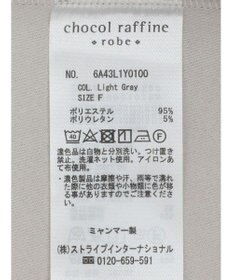 chocol raffine
robe
NO. 6A43L1Y0100
COL. Light Gray
SIZE F
ポリエステル 95%
ポリウレタン 5%
40
・濃色品は白物と分別洗い。つけ置き
禁止。洗濯ネット使用。アイロンあ
て布使用。
・濃色品は摩擦や汗、雨等で濡れ
た際に他の衣類や小物類に色が移
る事がありますのでご注意下さい。
ミャンマー製
(株)ストライプインターナショナル
0120-659-591